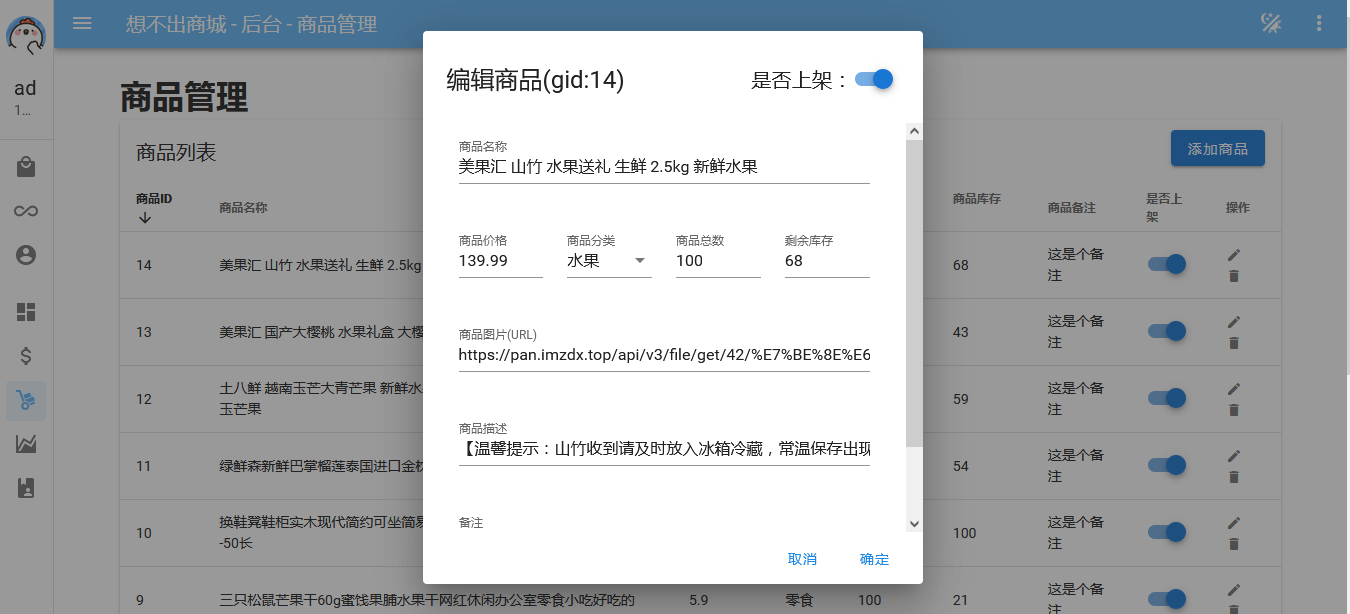 想不出商城 - 后台 - 商品管理
ad
1...
商品管理
商品列表
添加商品
商品ID
商品名称
商品库存
商品备注
是否上架
操作
14
美果汇 山竹 水果送礼 生鲜 2.5kg
68
这是个备注
13
美果汇 国产大樱桃 水果礼盒 大樱
43
这是个备注
12
土八鲜 越南玉芒大青芒果 新鲜水
玉芒果
59
这是个备注
11
绿鲜森新鲜巴掌榴莲泰国进口金枕
54
这是个备注
10
换鞋凳鞋柜实木现代简约可坐简易
-50长
100
这是个备注
9
三只松鼠芒果干60g蜜饯果脯水果干网红休闲办公室零食小吃好吃的
5.9
零食
100
21
这是个备注
编辑商品(gid:14)
是否上架：
商品名称
美果汇 山竹 水果送礼 生鲜 2.5kg 新鲜水果
商品价格
139.99
商品分类
水果
商品总数
100
剩余库存
68
商品图片(URL)
https://pan.imzdx.top/api/v3/file/get/42/%E7%BE%8E%E6
商品描述
【温馨提示：山竹收到请及时放入冰箱冷藏，常温保存出现
备注
取消
确定